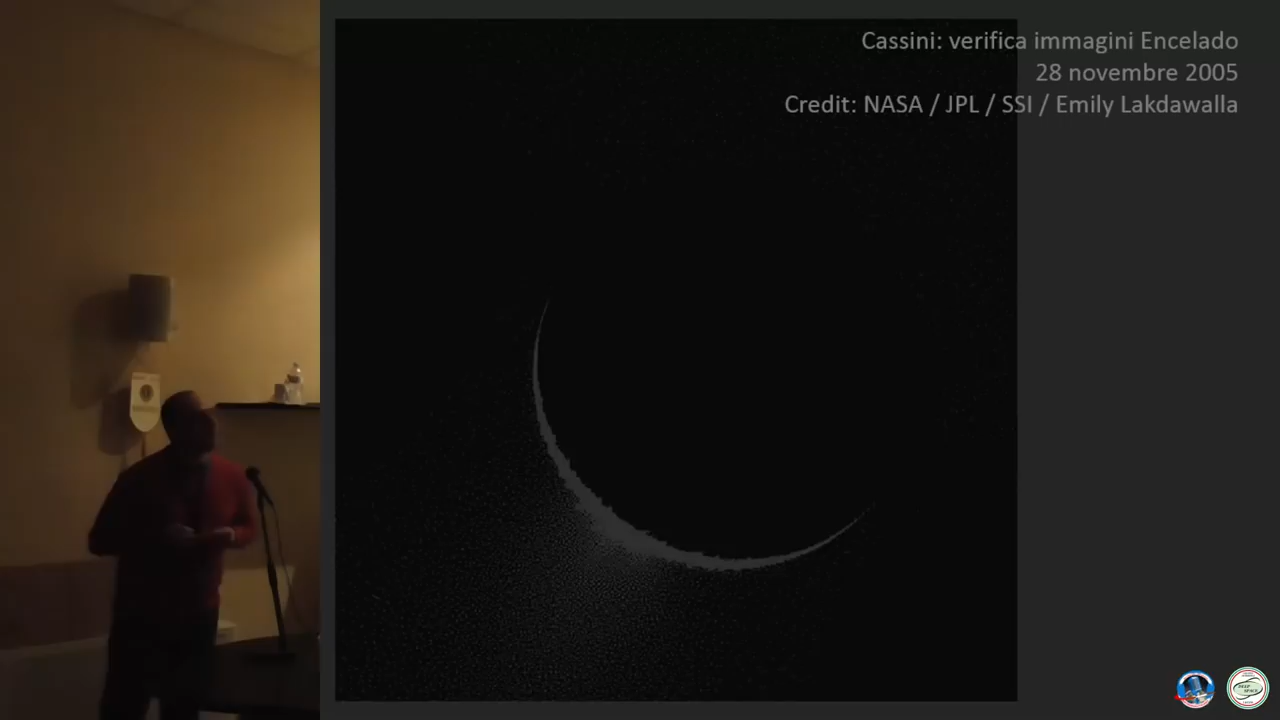 Cassini: verifica immagini Encelado
28 novembre 2005
Credit: NASA / JPL / SSI / Emily Lakdawalla